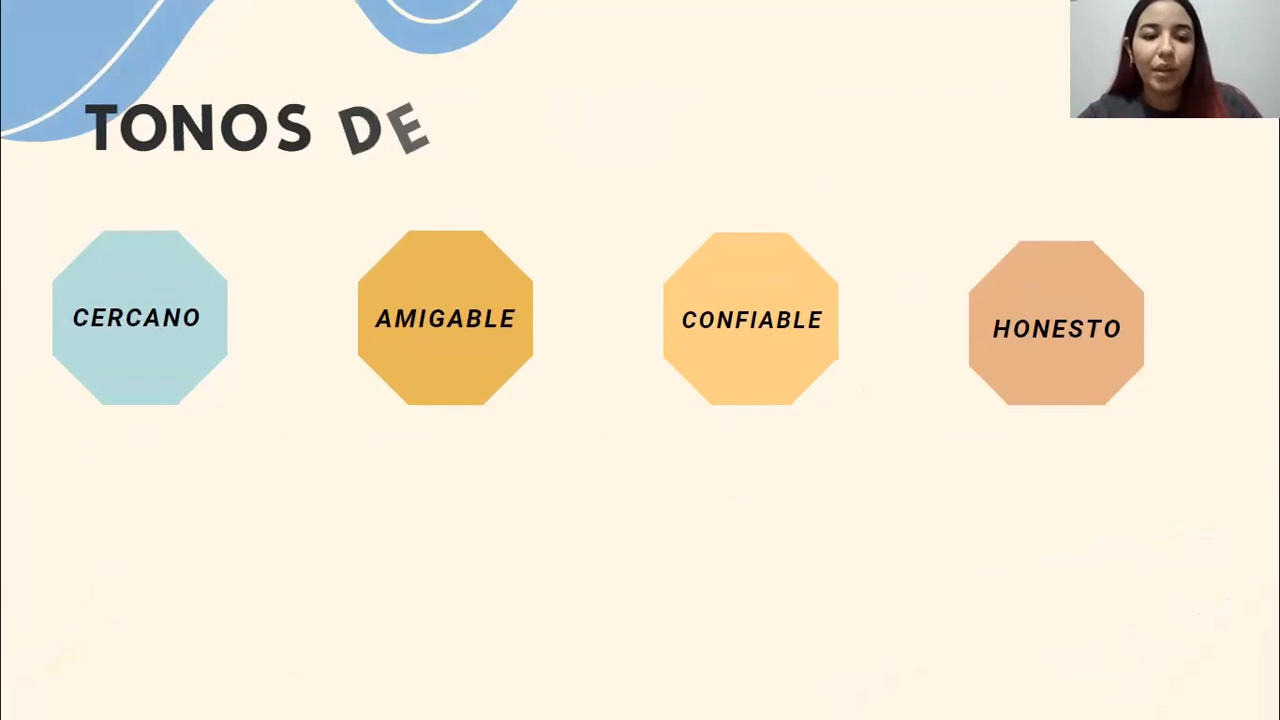 TONOS DE
CERCANO
AMIGABLE
CONFIABLE
HONESTO